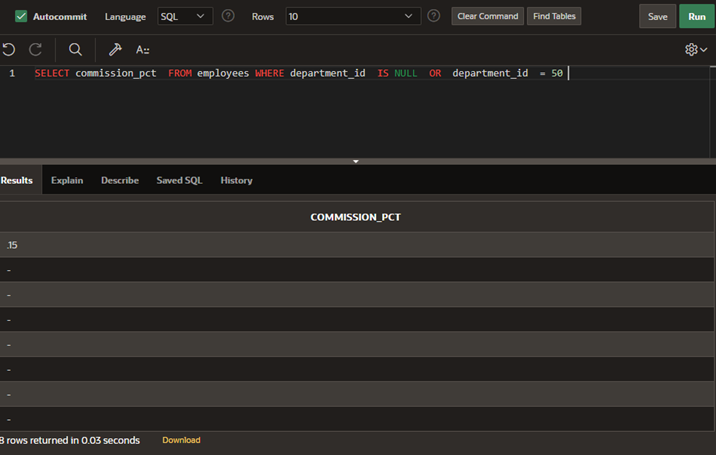 Autocommit Language SQL Rows 10 Clear Command Find Tables Save Run
A::
1 SELECT commission_pct FROM employees WHERE department_id IS NULL OR department_id = 50
Results Explain Describe Saved SQL History
COMMISSION_PCT
.15
-
-
-
-
-
-
-
8 rows returned in 0.03 seconds Download